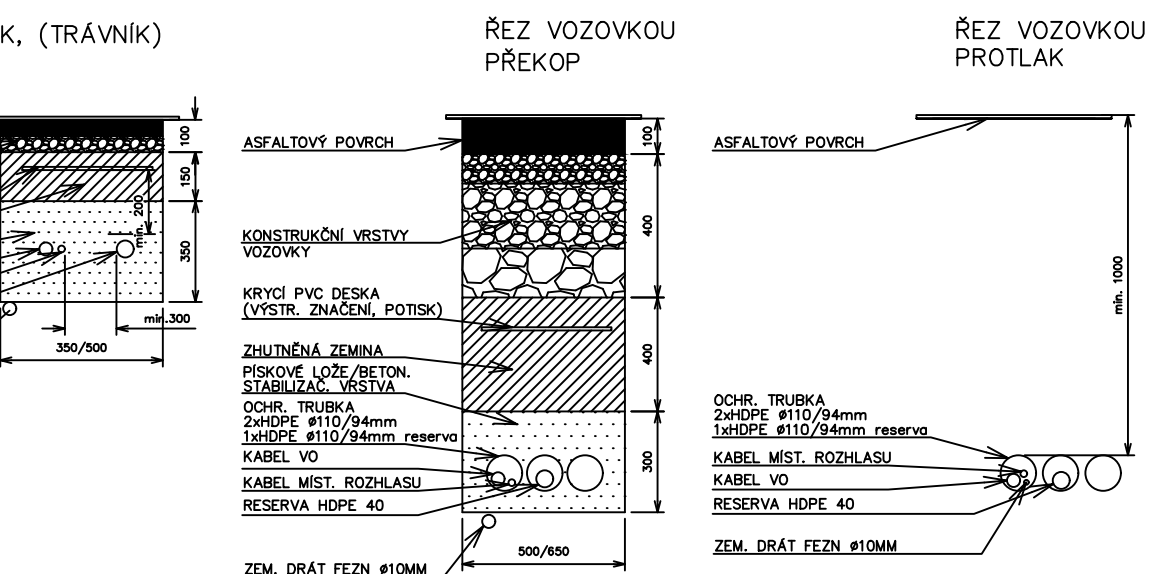 K, (TRÁVNÍK)
100
150
min. 200
350
min.300
350/500
ŘEZ VOZOVKOU
PŘEKOP
ASFALTOVÝ POVRCH
KONSTRUKČNÍ VRSTVY
VOZOVKY
KRYCÍ PVC DESKA
(VÝSTR. ZNAČENÍ, POTISK)
ZHUTNĚNÁ ZEMINA
PÍSKOVÉ LOŽE/BETON.
STABILIZAČ. VRSTVA
OCHR. TRUBKA
2xHDPE ø110/94mm
1xHDPE ø110/94mm reserva
KABEL VO
KABEL MÍST. ROZHLASU
RESERVA HDPE 40
ZEM. DRÁT FEZN ø10MM
100
400
400
300
500/650
ŘEZ VOZOVKOU
PROTLAK
ASFALTOVÝ POVRCH
min. 1000
OCHR. TRUBKA
2xHDPE ø110/94mm
1xHDPE ø110/94mm reserva
KABEL MÍST. ROZHLASU
KABEL VO
RESERVA HDPE 40
ZEM. DRÁT FEZN ø10MM